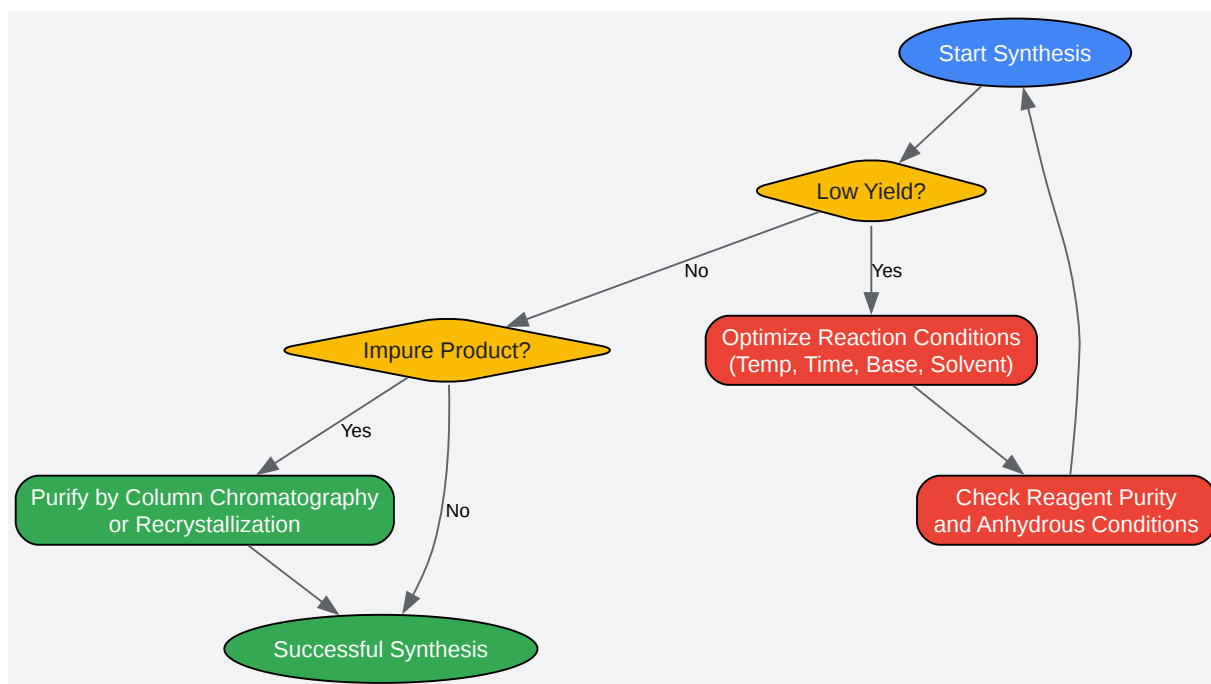 Start Synthesis
Low Yield?
No
Yes
Impure Product?
Optimize Reaction Conditions
(Temp, Time, Base, Solvent)
Yes
No
Purify by Column Chromatography
or Recrystallization
Check Reagent Purity
and Anhydrous Conditions
Successful Synthesis